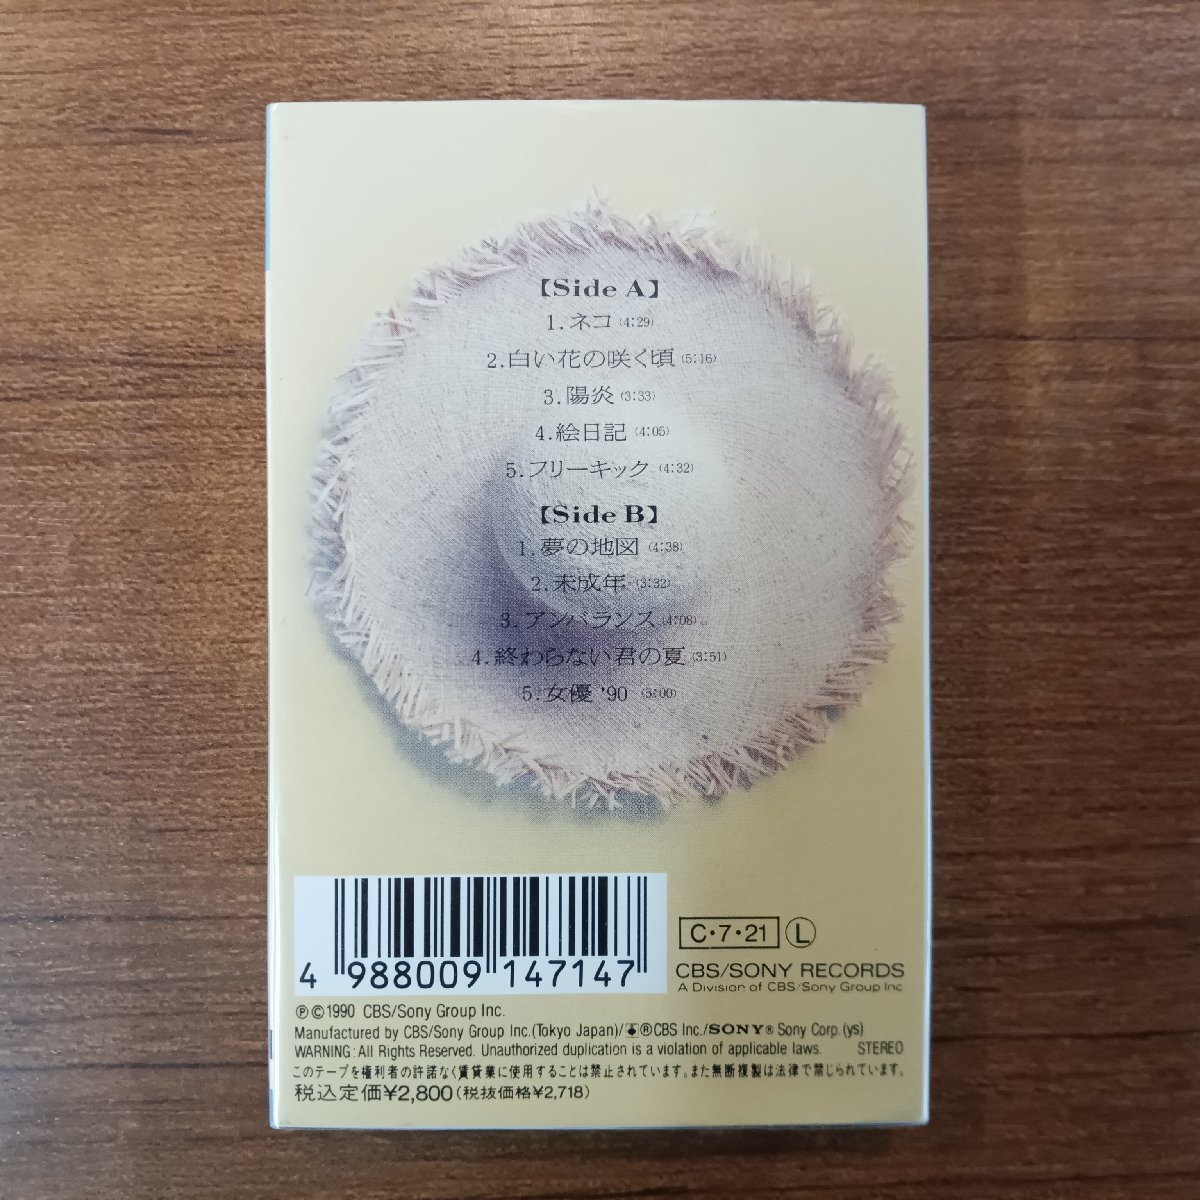 【Side A】
1.ネコ(4:29)
2.白い花の咲く頃(5:16)
3.陽炎(3:33)
4.絵日記(4:05)
5.フリーキック(4:32)
【Side B】
1.夢の地図(4:38)
2.未成年(3:32)
3.アンバランス(4:08)
4.終わらない君の夏(3:51)
5.女優'90(5:00)
4 988009 147147
C・7・21 L
CBS/SONY RECORDS
A Division of CBS/Sony Group Inc
Ⓟ©1990 CBS/Sony Group Inc.
Manufactured by CBS/Sony Group Inc.(Tokyo Japan)/®CBS Inc./SONY® Sony Corp.(ys)
WARNING:All Rights Reserved. Unauthorized duplication is a violation of applicable laws. STEREO
このテープを権利者の許諾なく賃貸業に使用することは禁止されています。また無断複製は法律で禁じられています。
税込定価¥2,800(税抜価格¥2,718)